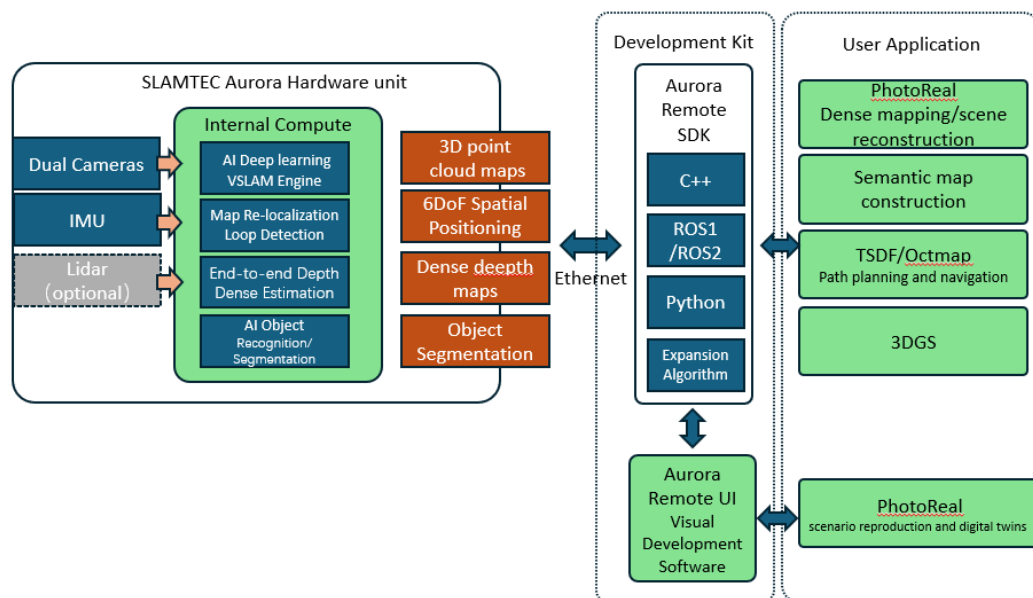 SLAMTEC Aurora Hardware unit
Dual Cameras
IMU
Lidar
(optional)
Internal Compute
AI Deep learning
VSLAM Engine
Map Re-localization
Loop Detection
End-to-end Depth
Dense Estimation
AI Object
Recognition/
Segmentation
3D point
cloud maps
6DoF Spatial
Positioning
Dense deepth
maps
Object
Segmentation
Ethernet
Development Kit
Aurora
Remote
SDK
C++
ROS1
/ROS2
Python
Expansion
Algorithm
Aurora
Remote UI
Visual
Development
Software
User Application
PhotoReal
Dense mapping/scene
reconstruction
Semantic map
construction
TSDF/Octmap
Path planning and navigation
3DGS
PhotoReal
scenario reproduction and digital twins